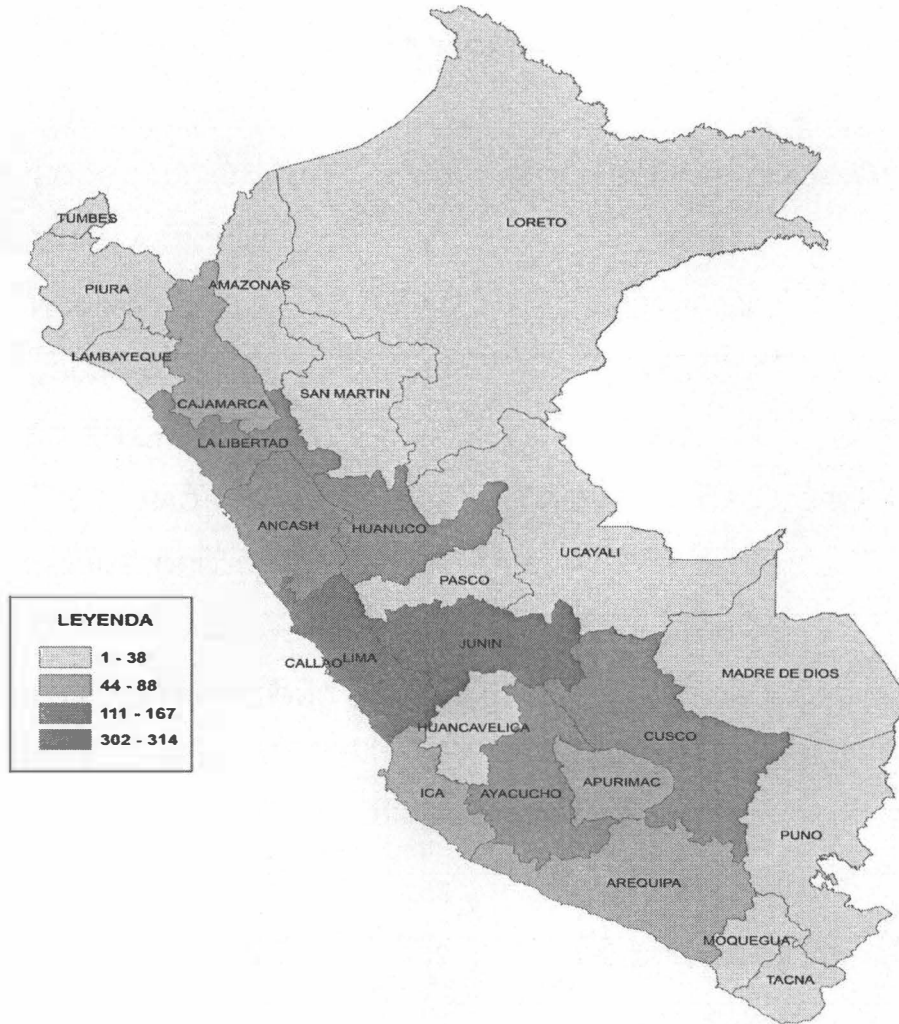 LORETO
TUMBES
AMAZONAS
PIURA
LAMBAYEQUE
SAN MARTIN
CAJAMARCA
LA LIBERTAD
ANCASH
HUANUCO
UCAYALI
PASCO
LEYENDA
1 - 38
44 - 88
111 - 167
302 - 314
JUNIN
CALLAO
LIMA
MADRE DE DIOS
HUANCAVELICA
CUSCO
ICA
AYACUCHO
APURIMAC
PUNO
AREQUIPA
MOQUEGUA
TACNA